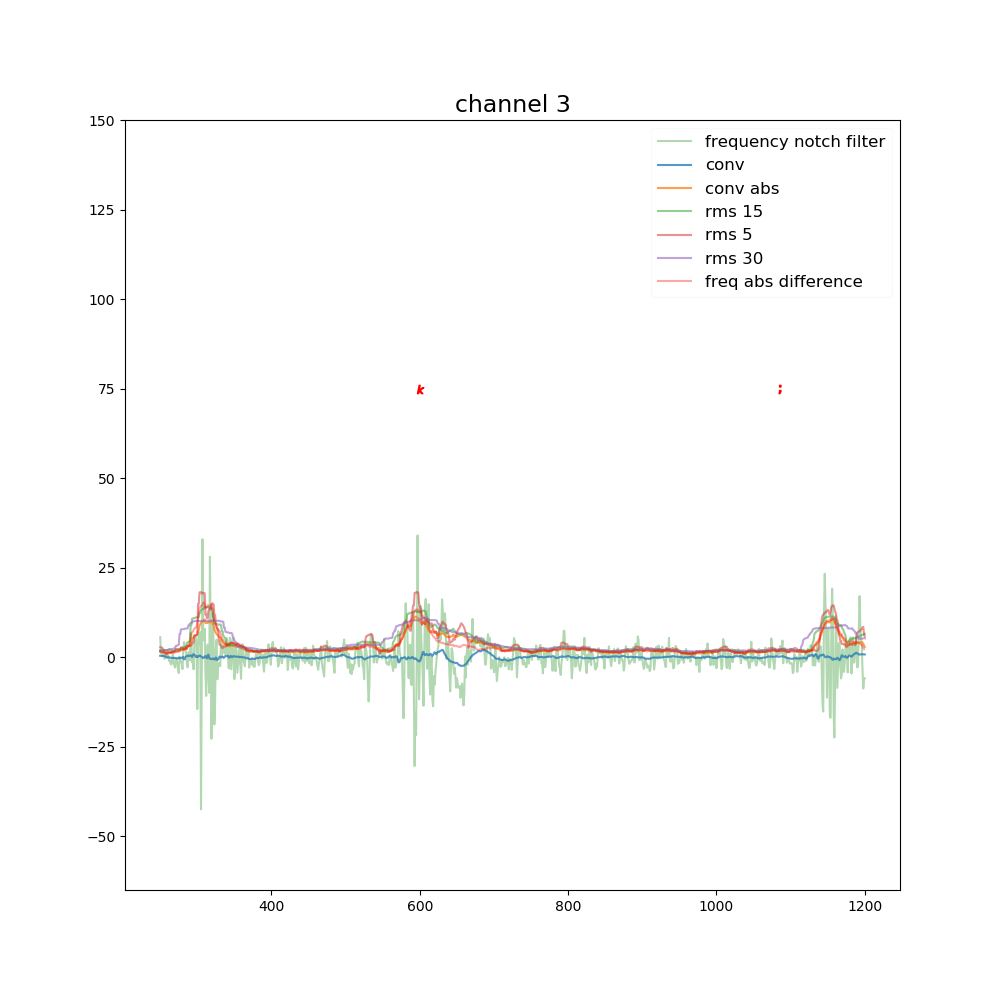 channel 3
150
125
100
75
50
25
0
−25
−50
frequency notch filter
conv
conv abs
rms 15
rms 5
rms 30
freq abs difference
k ;
400 600 800 1000 1200